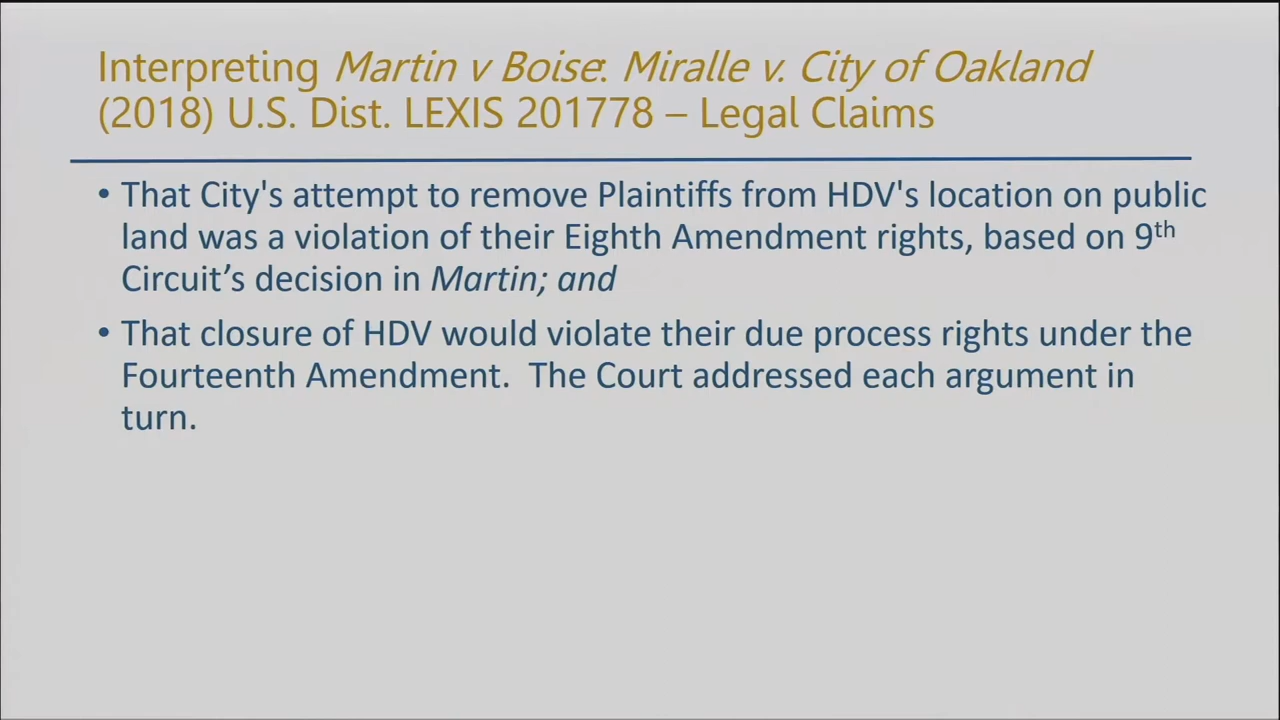 Interpreting Martin v Boise: Miralle v. City of Oakland
(2018) U.S. Dist. LEXIS 201778 – Legal Claims
• That City's attempt to remove Plaintiffs from HDV's location on public
land was a violation of their Eighth Amendment rights, based on 9th
Circuit’s decision in Martin; and
• That closure of HDV would violate their due process rights under the
Fourteenth Amendment.  The Court addressed each argument in
turn.